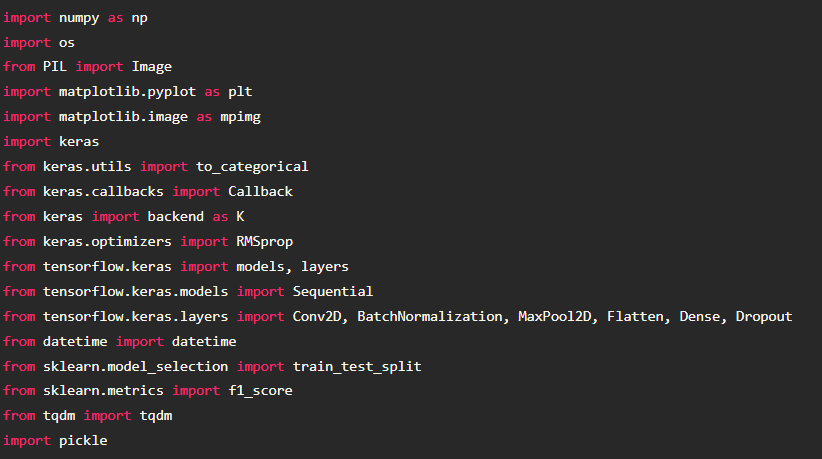 import numpy as np
import os
from PIL import Image
import matplotlib.pyplot as plt
import matplotlib.image as mpimg
import keras
from keras.utils import to_categorical
from keras.callbacks import Callback
from keras import backend as K
from keras.optimizers import RMSprop
from tensorflow.keras import models, layers
from tensorflow.keras.models import Sequential
from tensorflow.keras.layers import Conv2D, BatchNormalization, MaxPool2D, Flatten, Dense, Dropout
from datetime import datetime
from sklearn.model_selection import train_test_split
from sklearn.metrics import f1_score
from tqdm import tqdm
import pickle